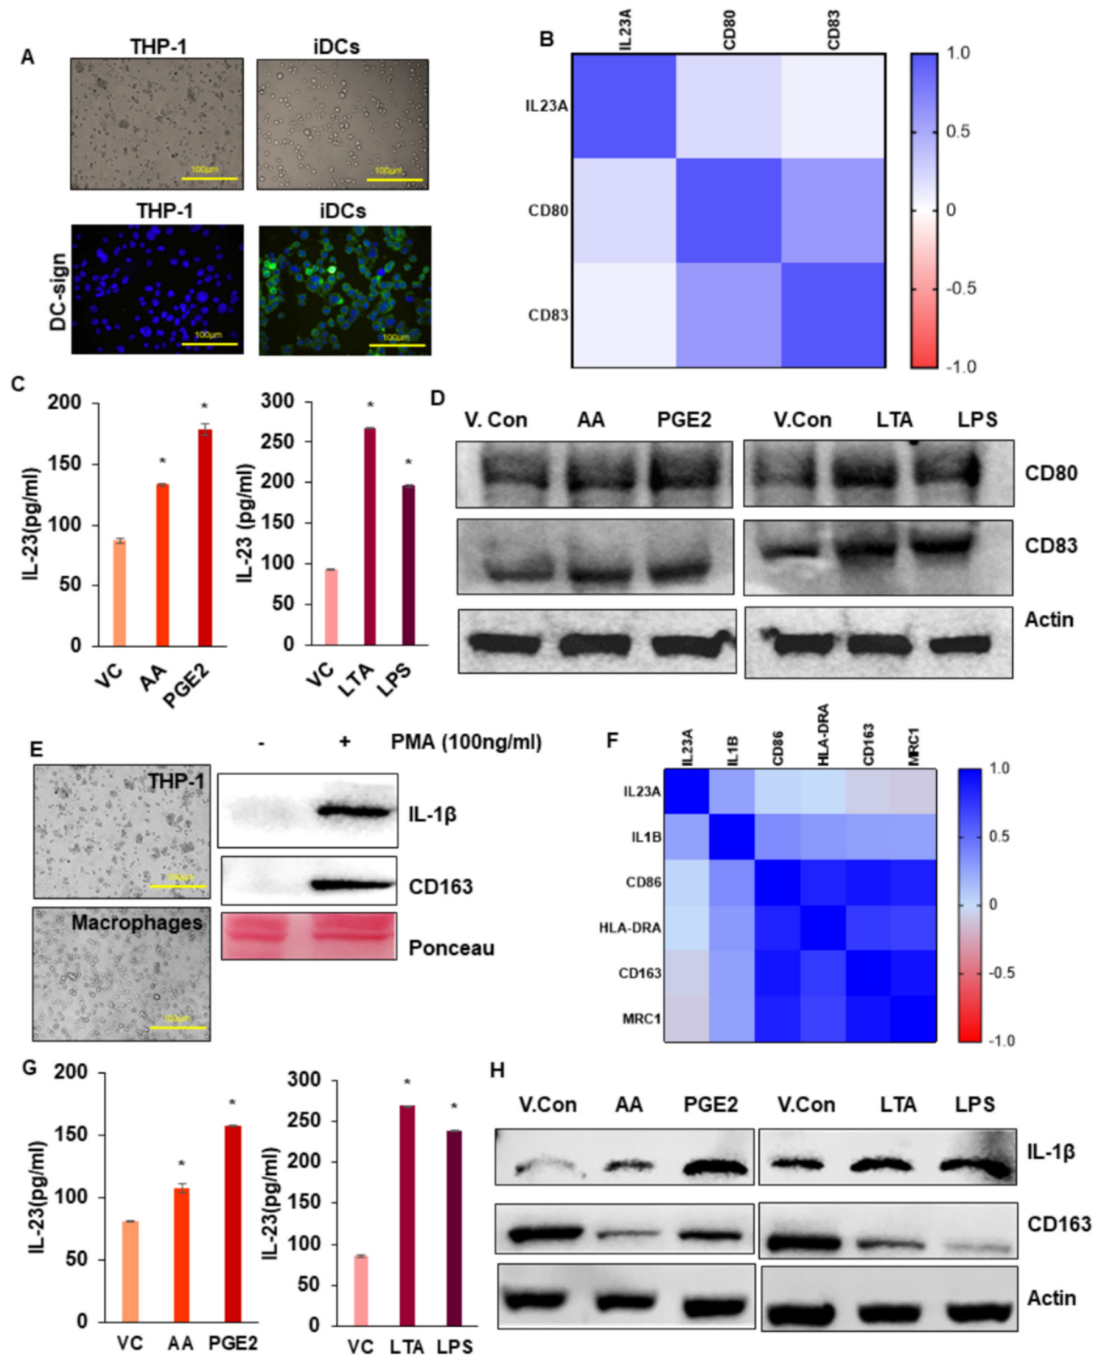 A
THP-1
iDCs
100µm
100µm
THP-1
iDCs
DC-sign
100µm
100µm
B
IL23A
CD80
CD83
IL23A
CD80
CD83
1.0
0.5
0
-0.5
-1.0
C
IL-23(pg/ml)
200
150
100
50
0
VC
AA
PGE2
*
*
IL-23 (pg/ml)
300
250
200
150
100
50
0
VC
LTA
LPS
*
*
D
V. Con
AA
PGE2
V.Con
LTA
LPS
CD80
CD83
Actin
E
THP-1
Macrophages
-
+
PMA (100ng/ml)
IL-1β
CD163
Ponceau
F
IL23A
IL1B
CD86
HLA-DRA
CD163
MRC1
IL23A
IL1B
CD86
HLA-DRA
CD163
MRC1
1.0
0.5
0
-0.5
-1.0
G
IL-23(pg/ml)
200
150
100
50
0
VC
AA
PGE2
*
*
IL-23(pg/ml)
300
250
200
150
100
50
0
VC
LTA
LPS
*
*
H
V.Con
AA
PGE2
V.Con
LTA
LPS
IL-1β
CD163
Actin